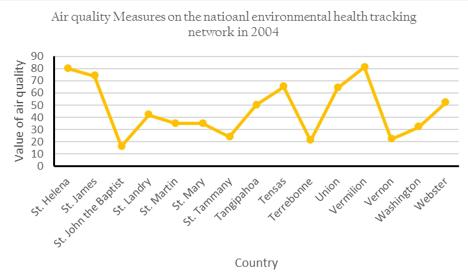 Air quality Measures on the natioanl environmental health tracking
network in 2004
Value of air quality
90
80
70
60
50
40
30
20
10
0
St. Helena
St. James
St. John the Baptist
St. Landry
St. Martin
St. Mary
St. Tammany
Tangipahoa
Tensas
Terrebonne
Union
Vermilion
Vernon
Washington
Webster
Country